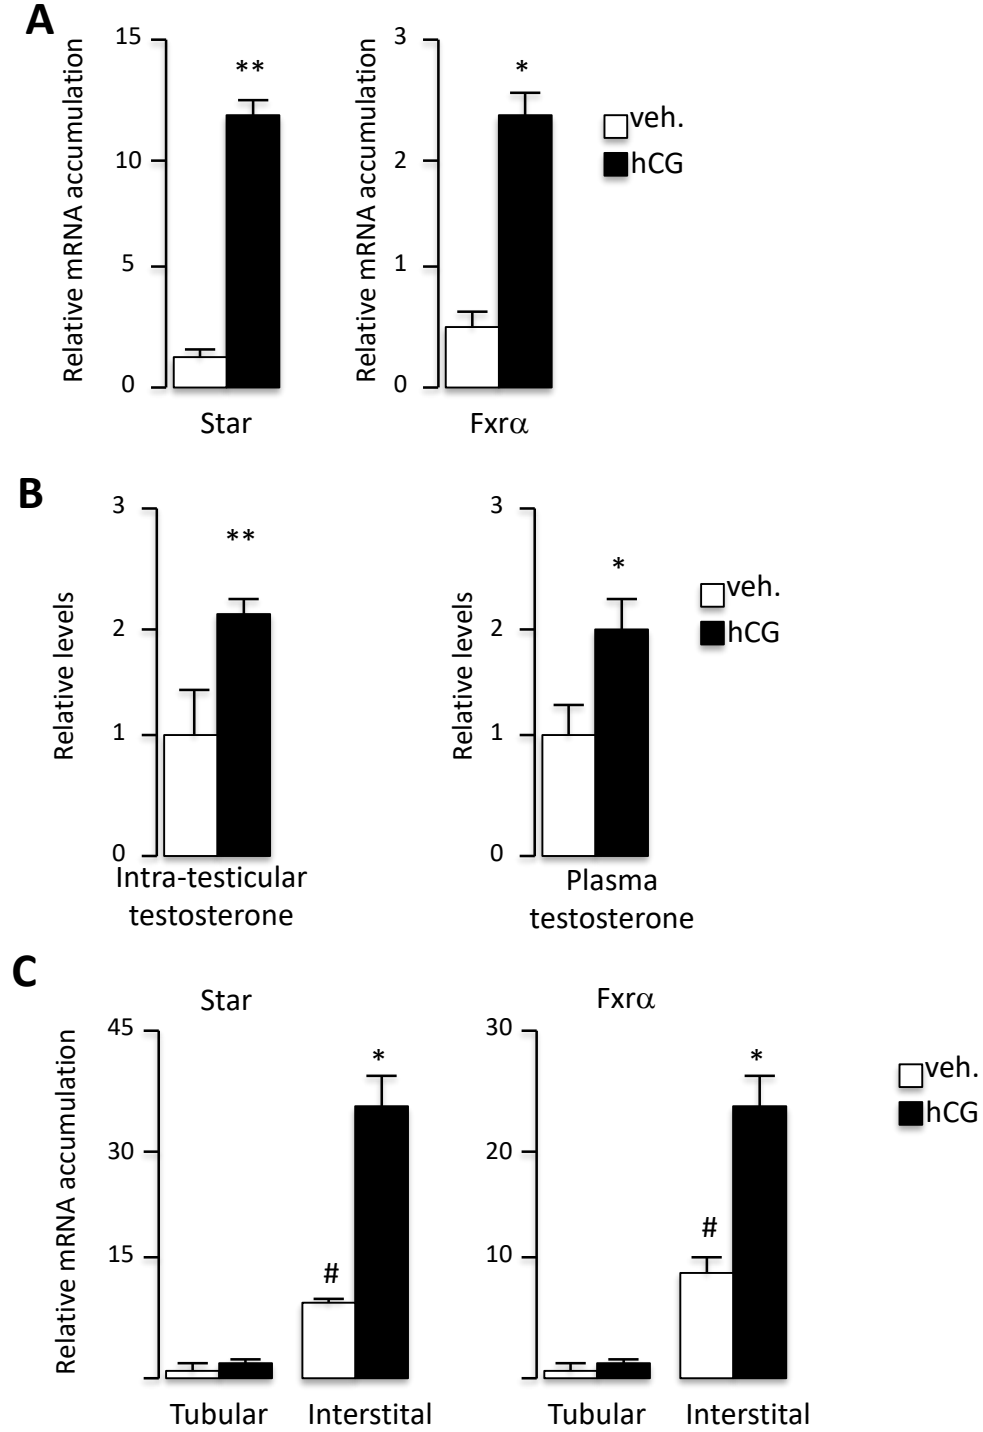 A
Relative mRNA accumulation
15
10
5
0
**
Star
Relative mRNA accumulation
3
2
1
0
*
Fxrα
veh.
hCG
B
Relative levels
3
2
1
0
**
Intra-testicular
testosterone
Relative levels
3
2
1
0
*
Plasma
testosterone
veh.
hCG
C
Star
Relative mRNA accumulation
45
30
15
#
*
Tubular Interstital
Fxrα
30
20
10
#
*
Tubular Interstital
veh.
hCG